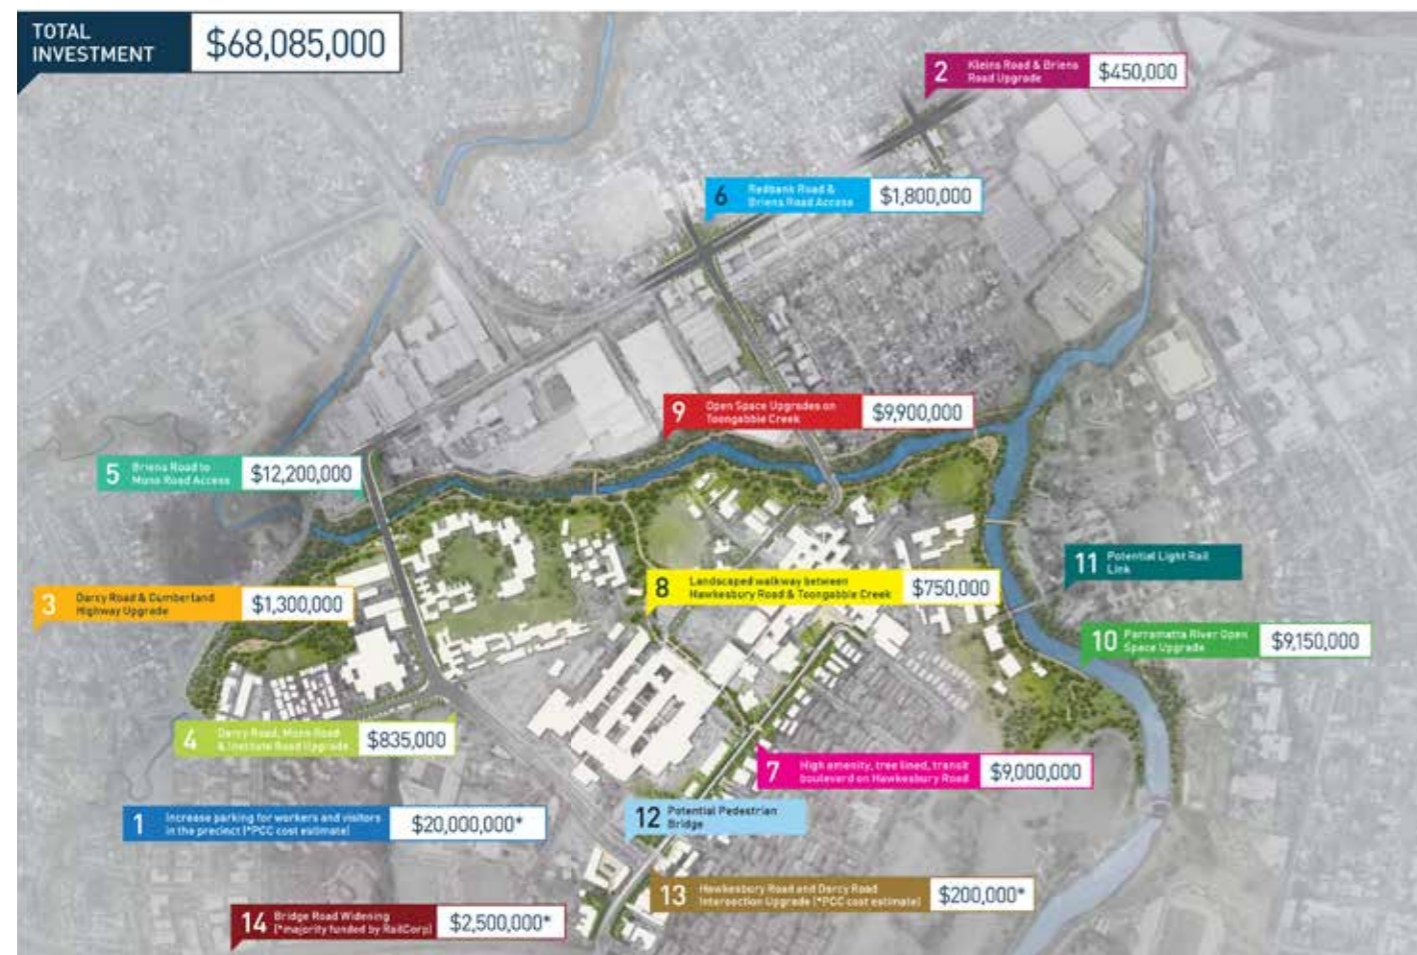 TOTAL
INVESTMENT
$68,085,000
2
Kleins Road & Briens
Road Upgrade
$450,000
6
Redbank Road &
Briens Road Access
$1,800,000
9
Open Space Upgrades on
Toongabbie Creek
$9,900,000
5
Briens Road to
Mons Road Access
$12,200,000
11
Potential Light Rail
Link
3
Darcy Road & Cumberland
Highway Upgrade
$1,300,000
8
Landscaped walkway between
Hawkesbury Road & Toongabbie Creek
$750,000
10
Parramatta River Open
Space Upgrade
$9,150,000
4
Darcy Road, Mons Road
& Institute Road Upgrade
$835,000
7
High amenity, tree lined, transit
boulevard on Hawkesbury Road
$9,000,000
1
Increase parking for workers and visitors
in the precinct (*PCC cost estimate)
$20,000,000*
12
Potential Pedestrian
Bridge
13
Hawkesbury Road and Darcy Road
Intersection Upgrade (*PCC cost estimate)
$200,000*
14
Bridge Road Widening
(*majority funded by RailCorp)
$2,500,000*